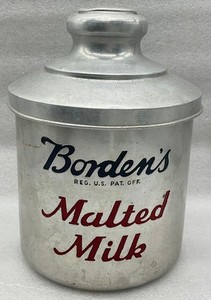 Borden's
REG. U.S. PAT. OFF.
Malted
Milk